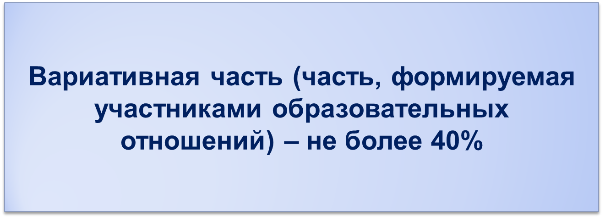 Вариативная часть (часть, формируемая
участниками образовательных
отношений) – не более 40%